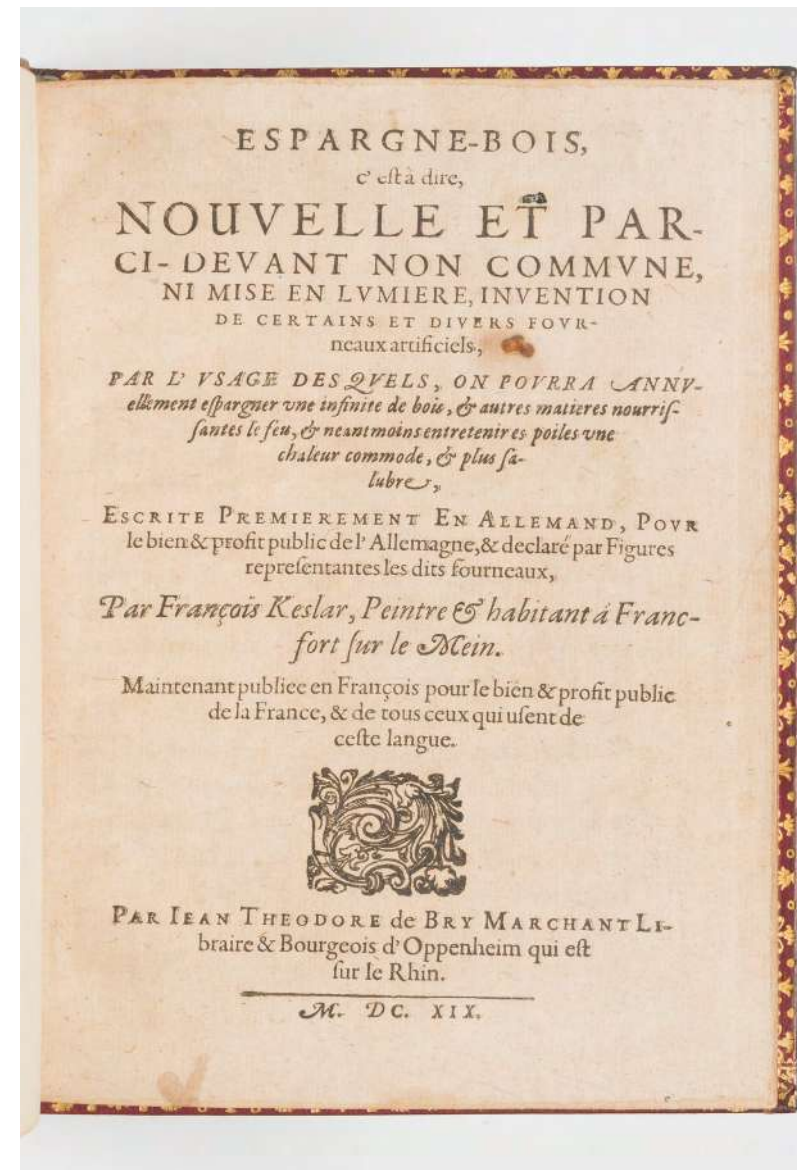 ESPARGNE-BOIS,
c' est à dire,
NOUVELLE ET PAR-
CI-DEVANT NON COMMVNE,
NI MISE EN LVMIERE, INVENTION
DE CERTAINS ET DIVERS FOVR-
neaux artificiels,
PAR L' VSAGE DESQVELS, ON POVRRA ANNV-
ellement eſpargner vne infinite de bois, & autres matieres nourriſ-
ſantes le feu, & neantmoins entretenir es poiles vne
chaleur commode, & plus ſa-
lubre,
ESCRITE PREMIEREMENT EN ALLEMAND, POVR
le bien & profit public de l' Allemagne, & declaré par Figures
repreſentantes les dits fourneaux,
Par François Keslar, Peintre & habitant á Franc-
fort ſur le Mein.
Maintenant publiee en François pour le bien & profit public
de la France, & de tous ceux qui uſent de
ceſte langue.
PAR IEAN THEODORE de BRY MARCHANT LI-
braire & Bourgeois d' Oppenheim qui eſt
ſur le Rhin.
M. DC. XIX.